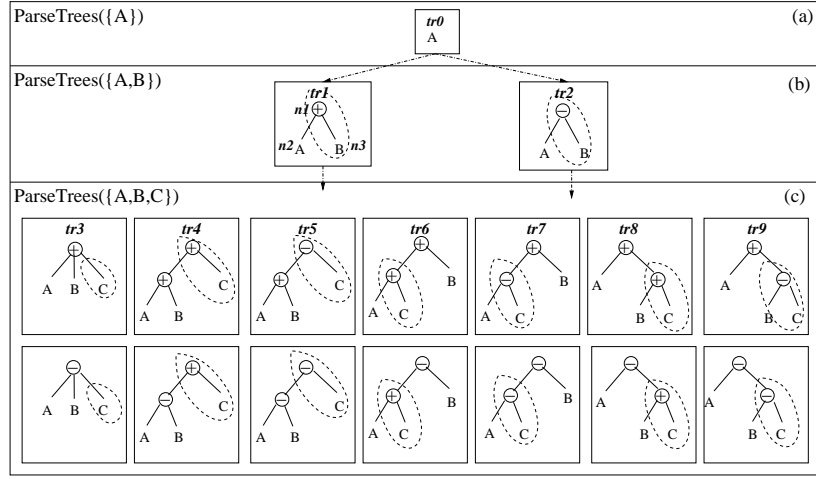 ParseTrees({A}) (a)
tr0
A
ParseTrees({A,B}) (b)
tr1 tr2
n1 + −
n2 A B n3 A B
ParseTrees({A,B,C}) (c)
tr3 tr4 tr5 tr6 tr7 tr8 tr9
+ + − + + + +
+ + + − + −
A B C C C B B A A
A B A B A C A C B C B C
− + − − − − −
− − + − + −
A B C C C B B A A
A B A B A C A C B C B C